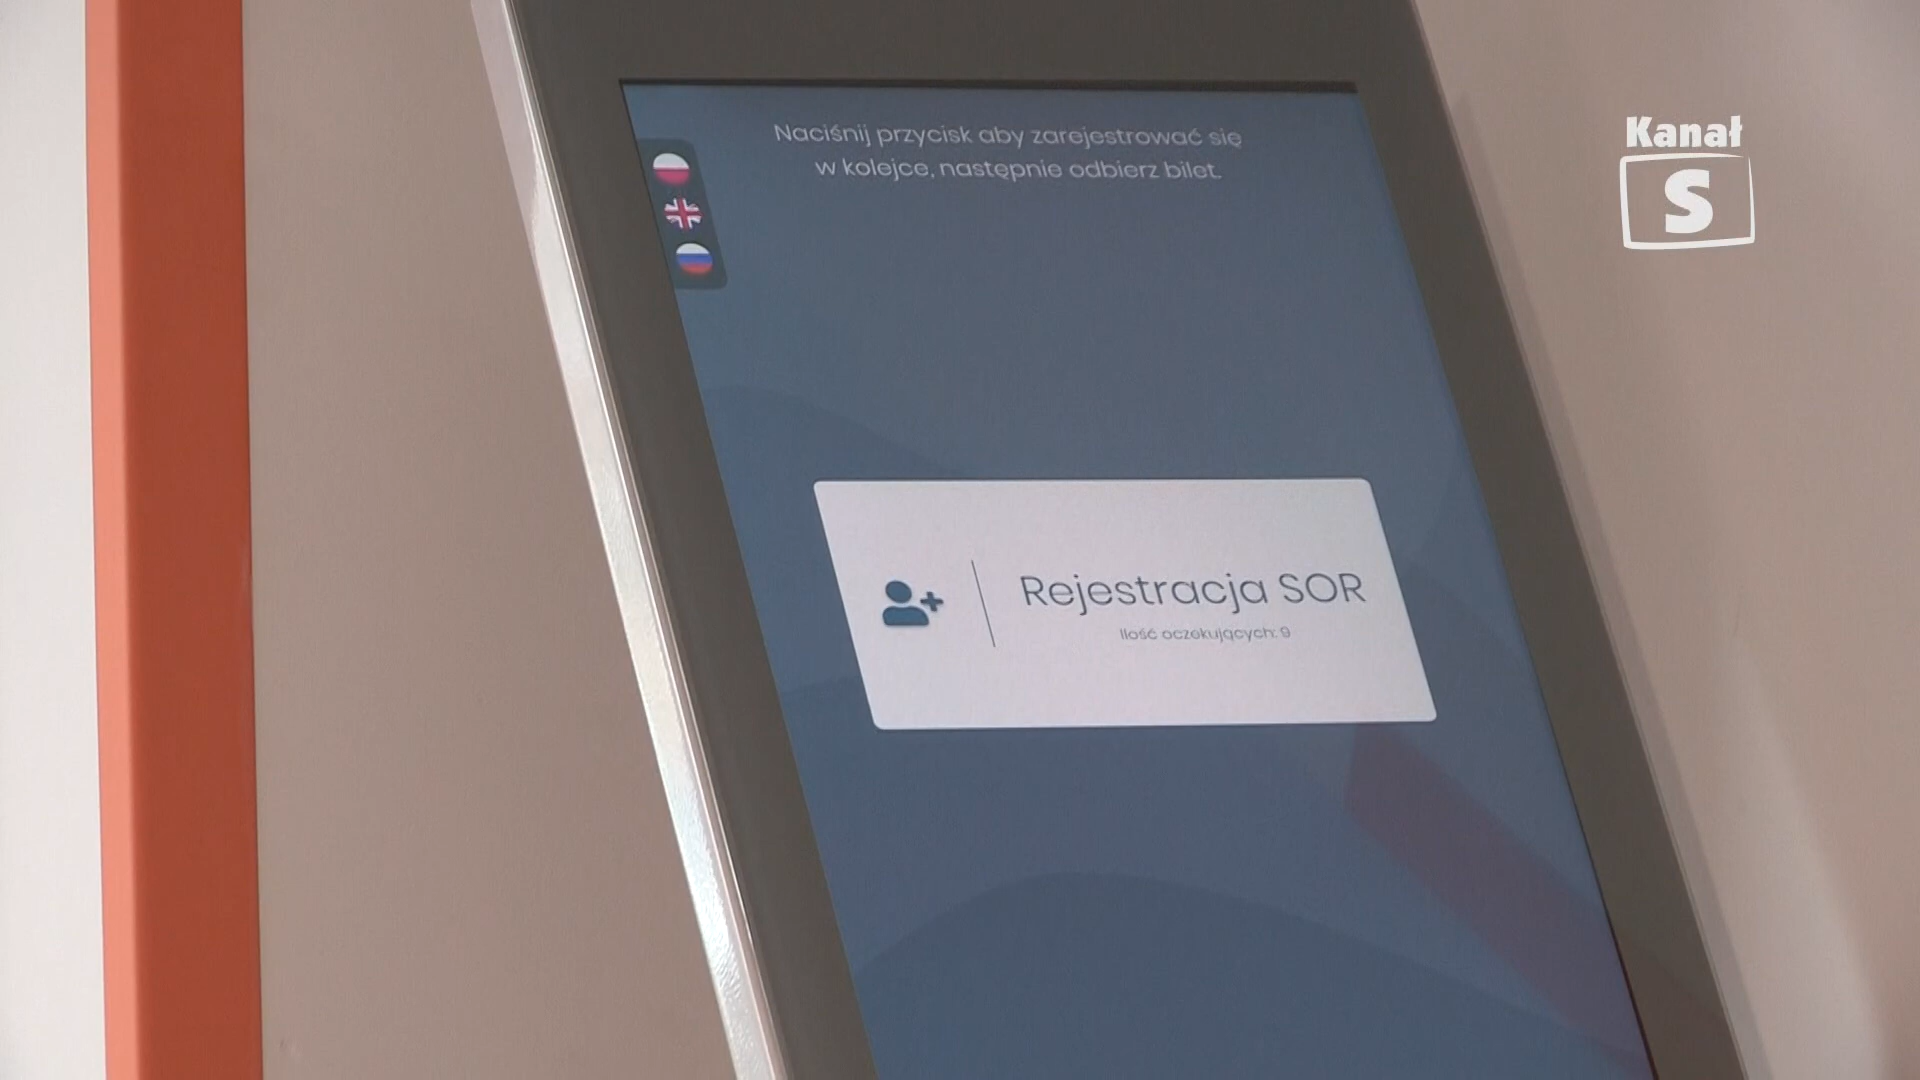 Naciśnij przycisk aby zarejestrować się
w kolejce, następnie odbierz bilet.
Kanał
S
Rejestracja SOR
Ilość oczekujących: 9